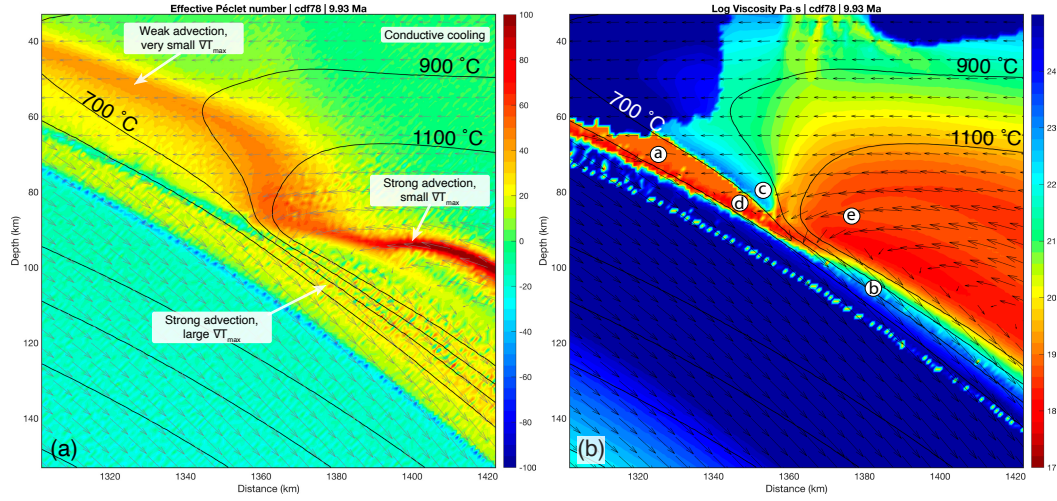 Effective Péclet number | cdf78 | 9.93 Ma
Weak advection,
very small ∇T_max
Conductive cooling
900 ˚C
700 ˚C
1100 ˚C
Strong advection,
small ∇T_max
Strong advection,
large ∇T_max
(a)
Depth (km)
40
60
80
100
120
140
1320
1340
1360
1380
1400
1420
Distance (km)
100
80
60
40
20
0
-20
-40
-60
-80
-100
Log Viscosity Pa·s | cdf78 | 9.93 Ma
900 ˚C
700 ˚C
1100 ˚C
a
c
d
e
b
(b)
Depth (km)
40
60
80
100
120
140
1320
1340
1360
1380
1400
1420
Distance (km)
24
23
22
21
20
19
18
17